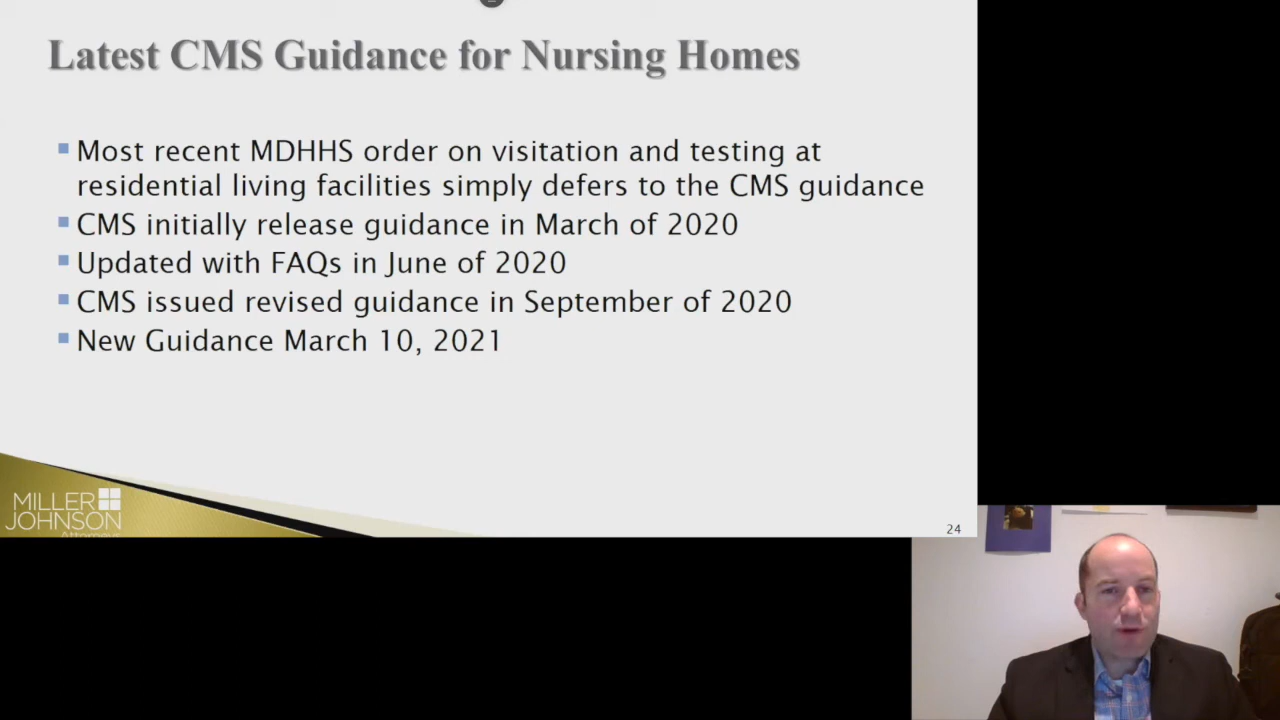 Latest CMS Guidance for Nursing Homes
Most recent MDHHS order on visitation and testing at
residential living facilities simply defers to the CMS guidance
CMS initially release guidance in March of 2020
Updated with FAQs in June of 2020
CMS issued revised guidance in September of 2020
New Guidance March 10, 2021
MILLER
JOHNSON
Attorneys
24